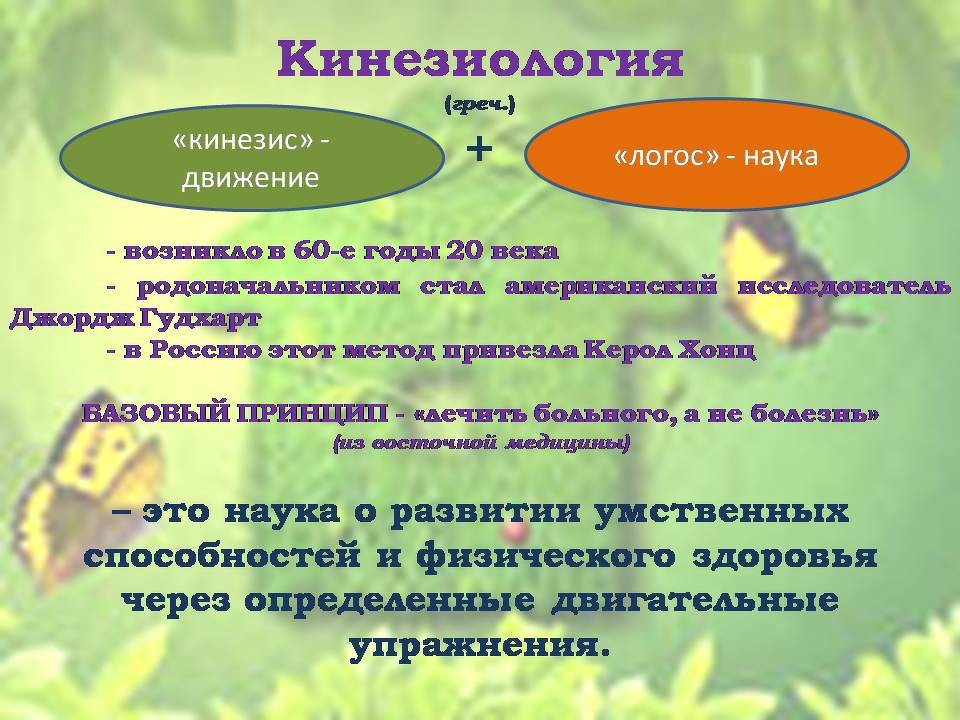 Кинезиология
(греч.)
«кинезис» -
движение
+
«логос» - наука
- возникло в 60-е годы 20 века
- родоначальником стал американский исследователь
Джордж Гудхарт
- в Россию этот метод привезла Керол Хонц
БАЗОВЫЙ ПРИНЦИП - «лечить больного, а не болезнь»
(из восточной медицины)
– это наука о развитии умственных
способностей и физического здоровья
через определенные двигательные
упражнения.